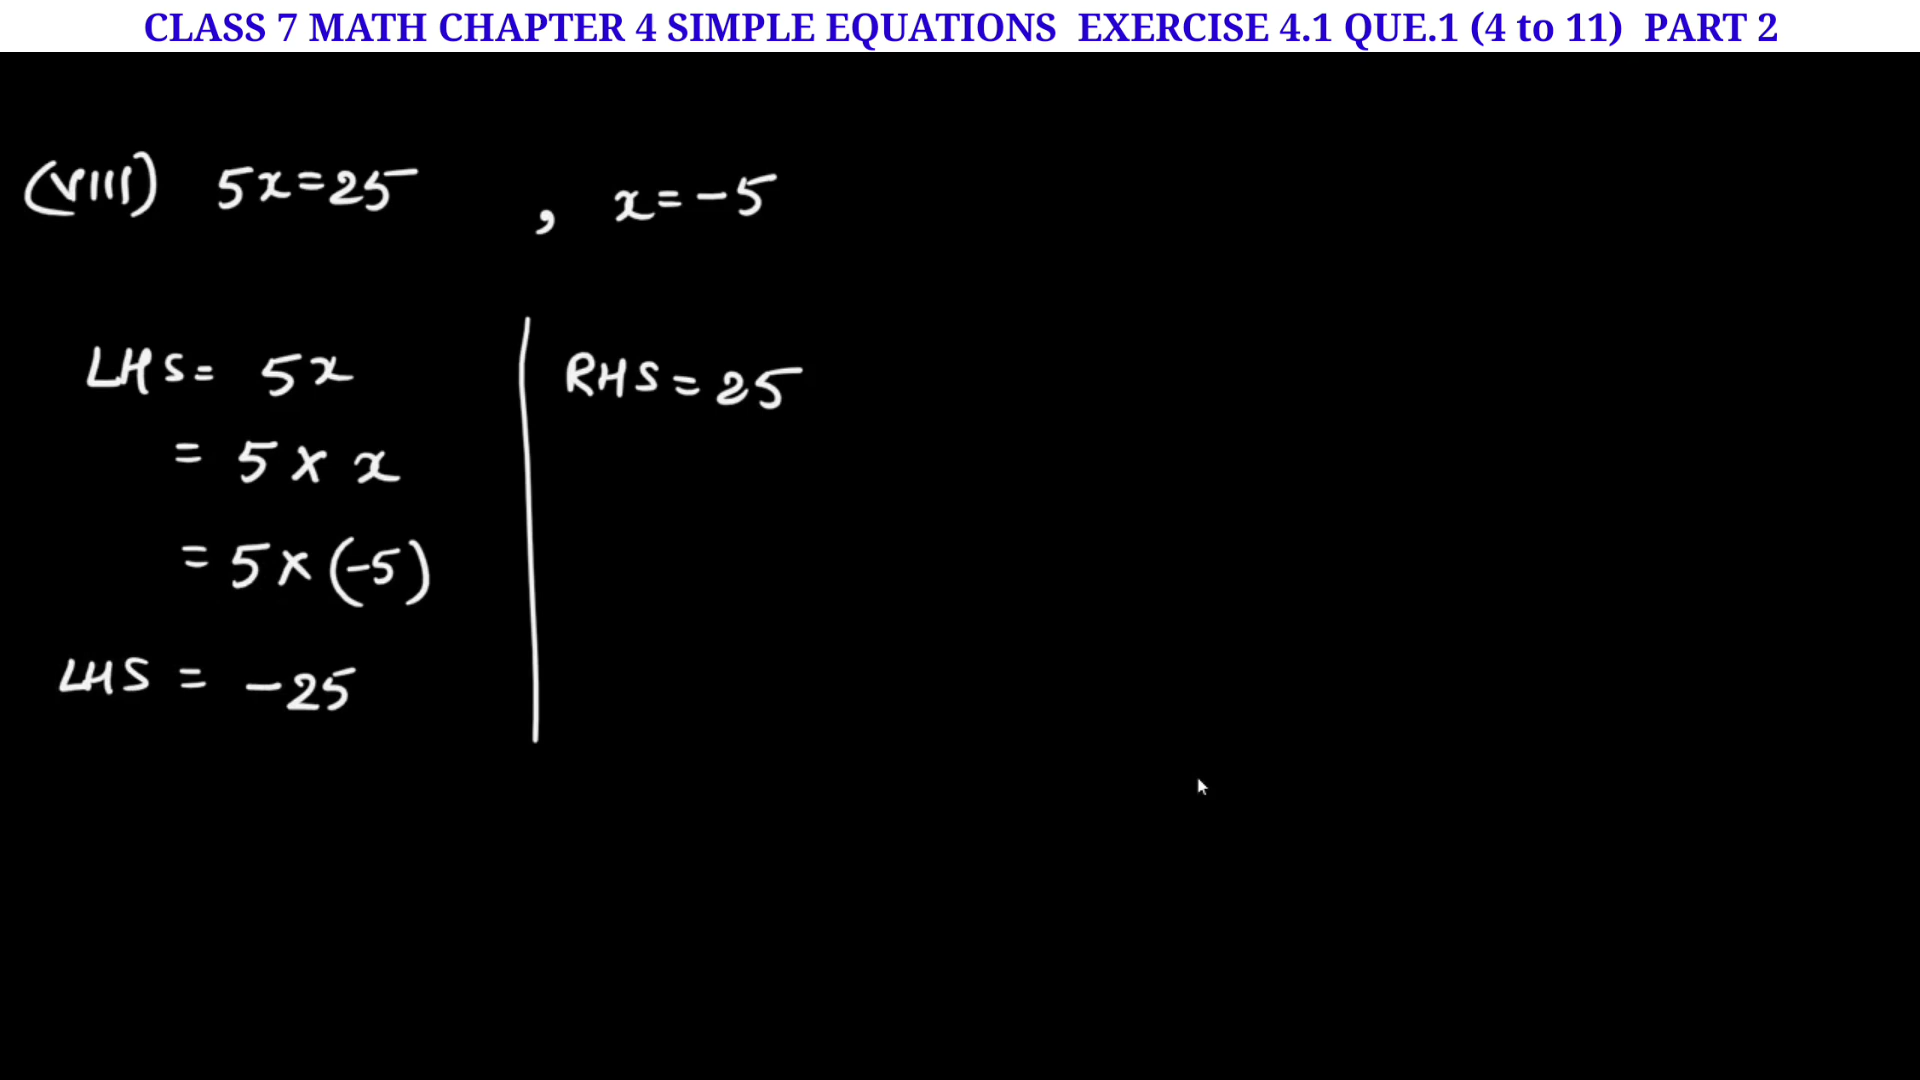 CLASS 7 MATH CHAPTER 4 SIMPLE EQUATIONS EXERCISE 4.1 QUE.1 (4 to 11) PART 2
(VIII) 5x=25 , x=-5
LHS= 5x
= 5 × x
= 5×(-5)
LHS = -25
RHS = 25